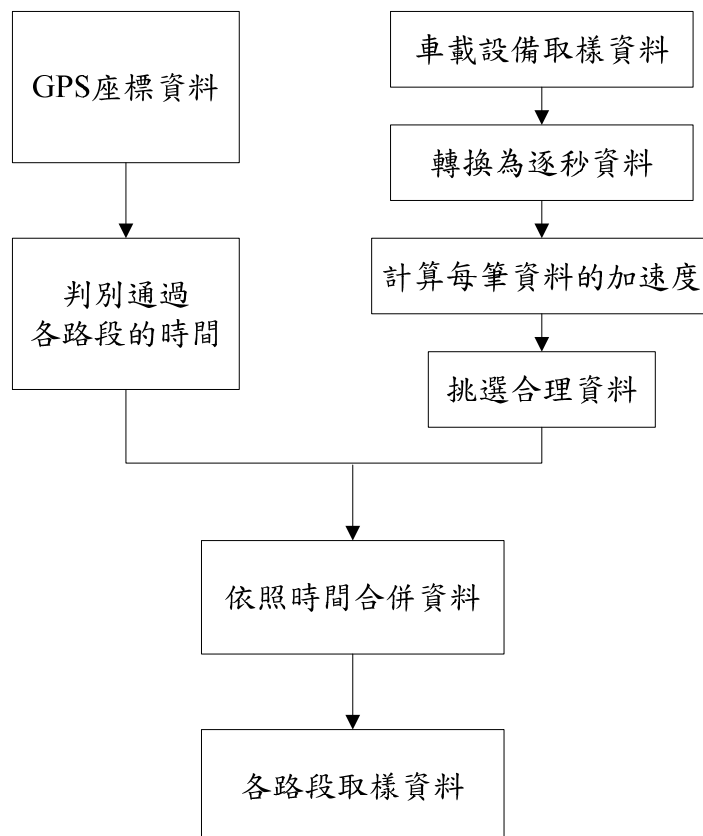 GPS座標資料
判別通過
各路段的時間
車載設備取樣資料
轉換為逐秒資料
計算每筆資料的加速度
挑選合理資料
依照時間合併資料
各路段取樣資料